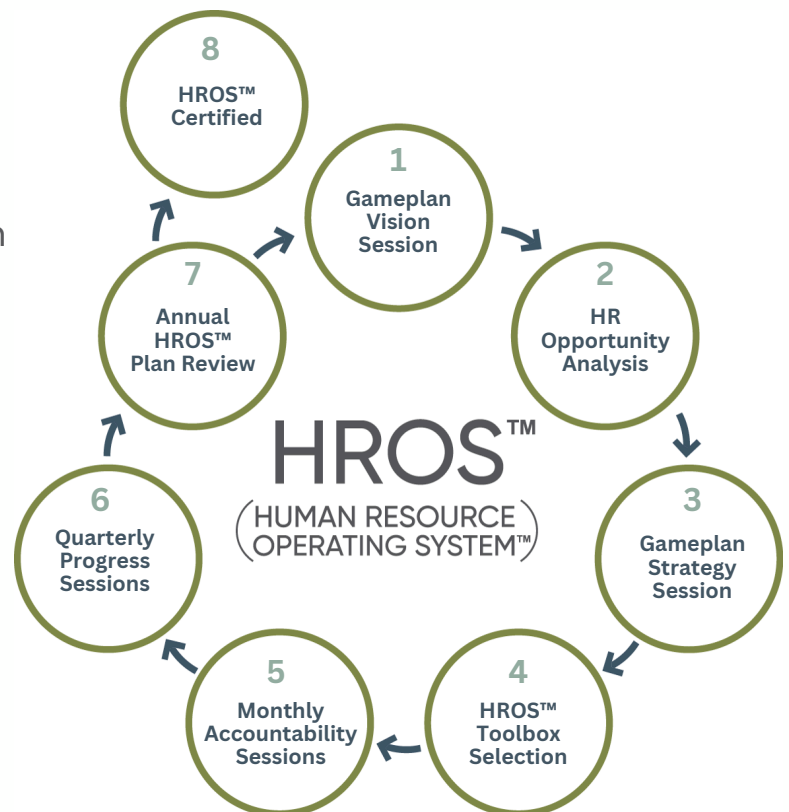 8
HROS™
Certified
1
Gameplan
Vision
Session
2
HR
Opportunity
Analysis
3
Gameplan
Strategy
Session
4
HROS™
Toolbox
Selection
5
Monthly
Accountability
Sessions
6
Quarterly
Progress
Sessions
7
Annual
HROS™
Plan Review
HROS™
(HUMAN RESOURCE
OPERATING SYSTEM™)